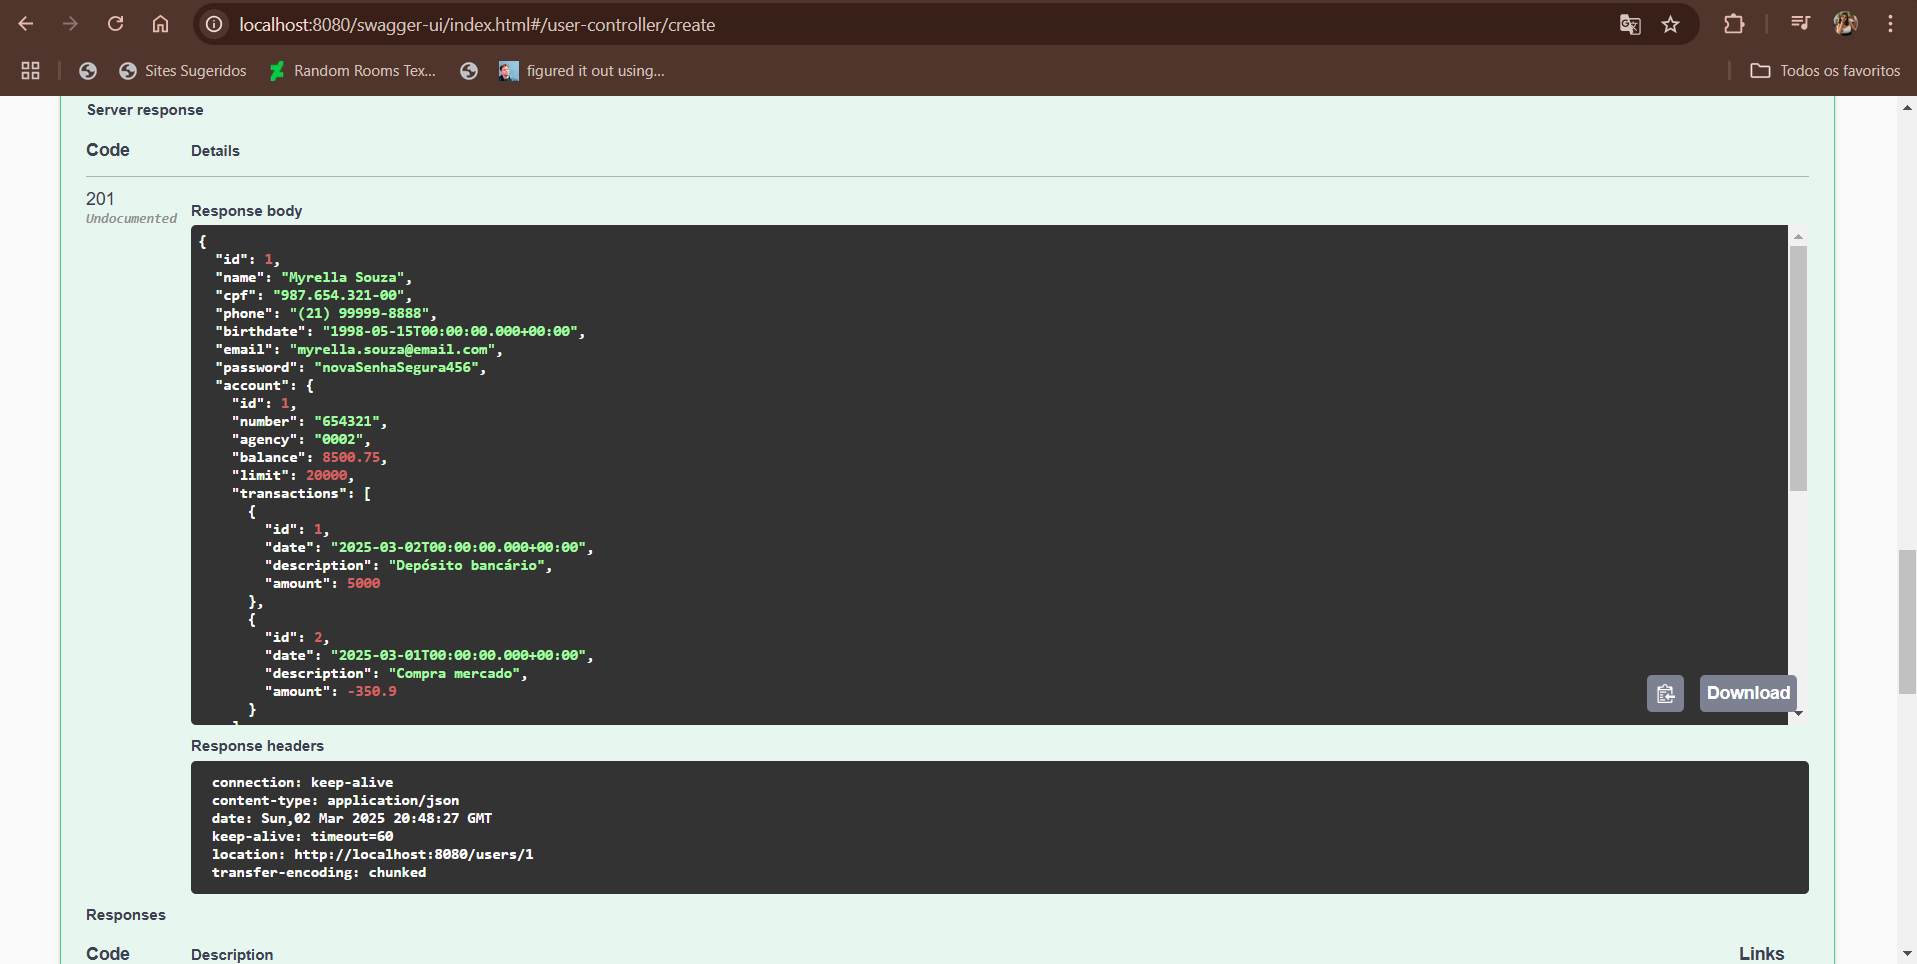 localhost:8080/swagger-ui/index.html#/user-controller/create
Sites Sugeridos
Random Rooms Tex...
figured it out using...
Todos os favoritos
Server response
Code Details
201
Undocumented
Response body
{
  "id": 1,
  "name": "Myrella Souza",
  "cpf": "987.654.321-00",
  "phone": "(21) 99999-8888",
  "birthdate": "1998-05-15T00:00:00.000+00:00",
  "email": "myrella.souza@email.com",
  "password": "novaSenhaSegura456",
  "account": {
    "id": 1,
    "number": "654321",
    "agency": "0002",
    "balance": 8500.75,
    "limit": 20000,
    "transactions": [
      {
        "id": 1,
        "date": "2025-03-02T00:00:00.000+00:00",
        "description": "Depósito bancário",
        "amount": 5000
      },
      {
        "id": 2,
        "date": "2025-03-01T00:00:00.000+00:00",
        "description": "Compra mercado",
        "amount": -350.9
      }
Download
Response headers
connection: keep-alive
content-type: application/json
date: Sun,02 Mar 2025 20:48:27 GMT
keep-alive: timeout=60
location: http://localhost:8080/users/1
transfer-encoding: chunked
Responses
Code Description Links